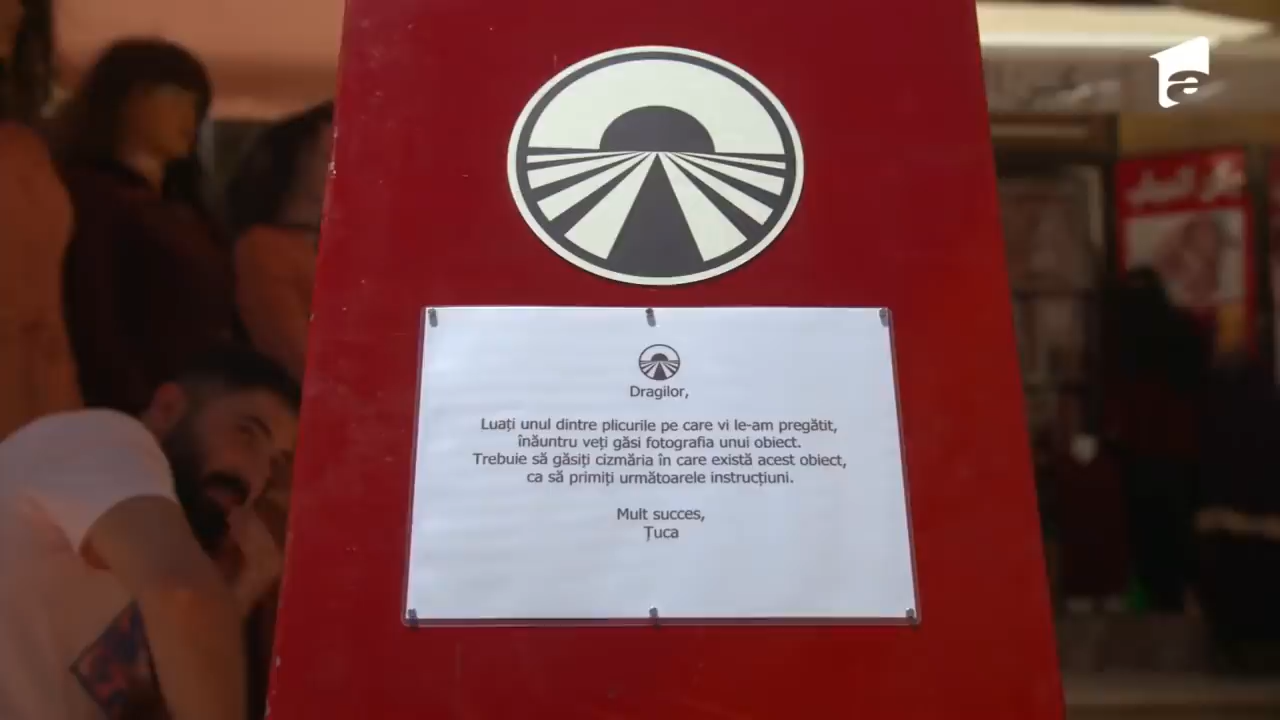 Dragilor,
Luați unul dintre plicurile pe care vi le-am pregătit,
înăuntru veți găsi fotografia unui obiect.
Trebuie să găsiți cizmăria în care există acest obiect,
ca să primiți următoarele instrucțiuni.
Mult succes,
Țuca